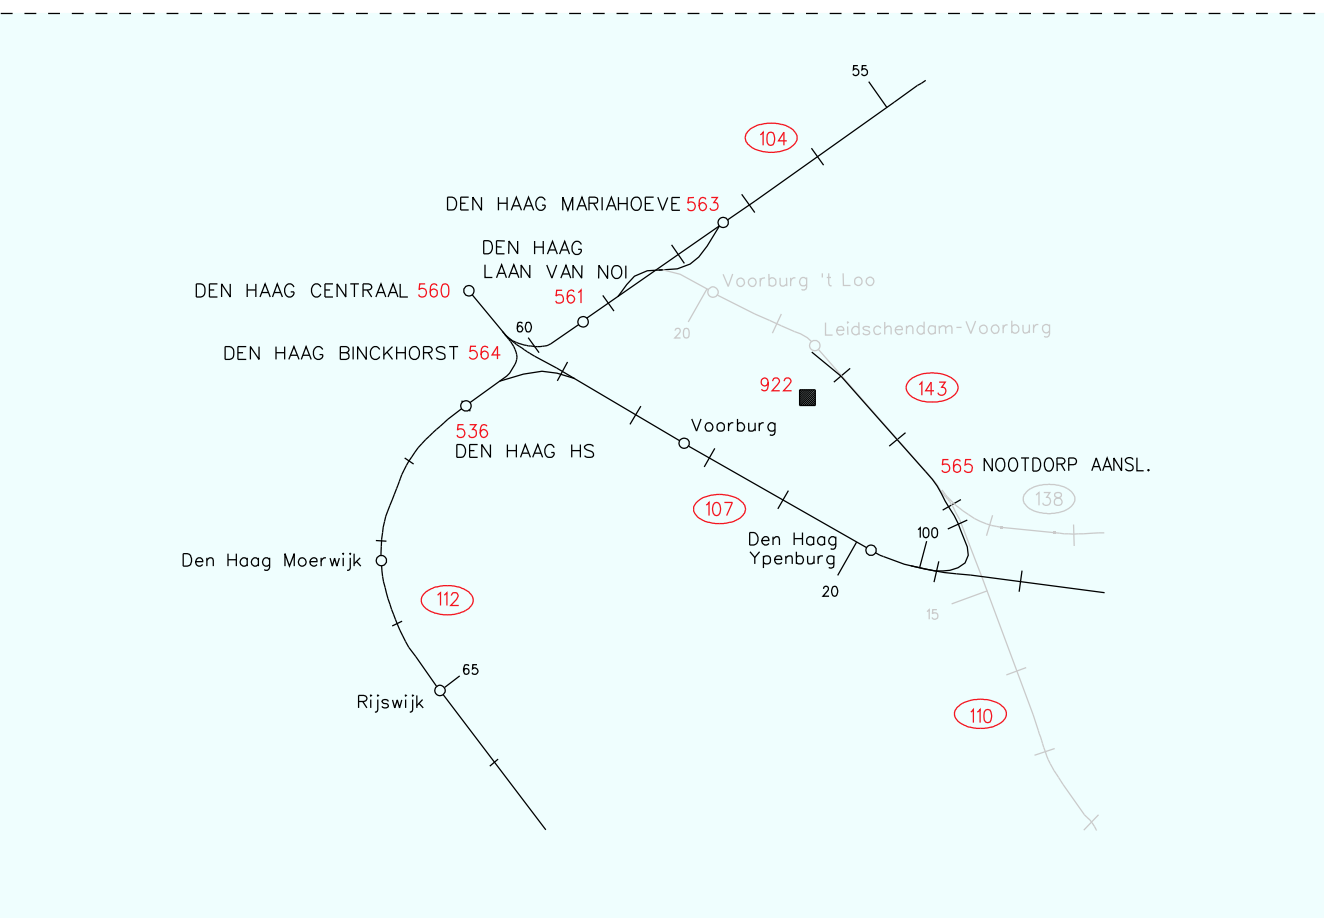 55
104
DEN HAAG MARIAHOEVE 563
DEN HAAG
LAAN VAN NOI
561
DEN HAAG CENTRAAL 560
Voorburg 't Loo
20
60
Leidschendam-Voorburg
DEN HAAG BINCKHORST 564
922
143
536
DEN HAAG HS
Voorburg
565 NOOTDORP AANSL.
138
107
100
Den Haag
Ypenburg
20
Den Haag Moerwijk
112
15
65
Rijswijk
110